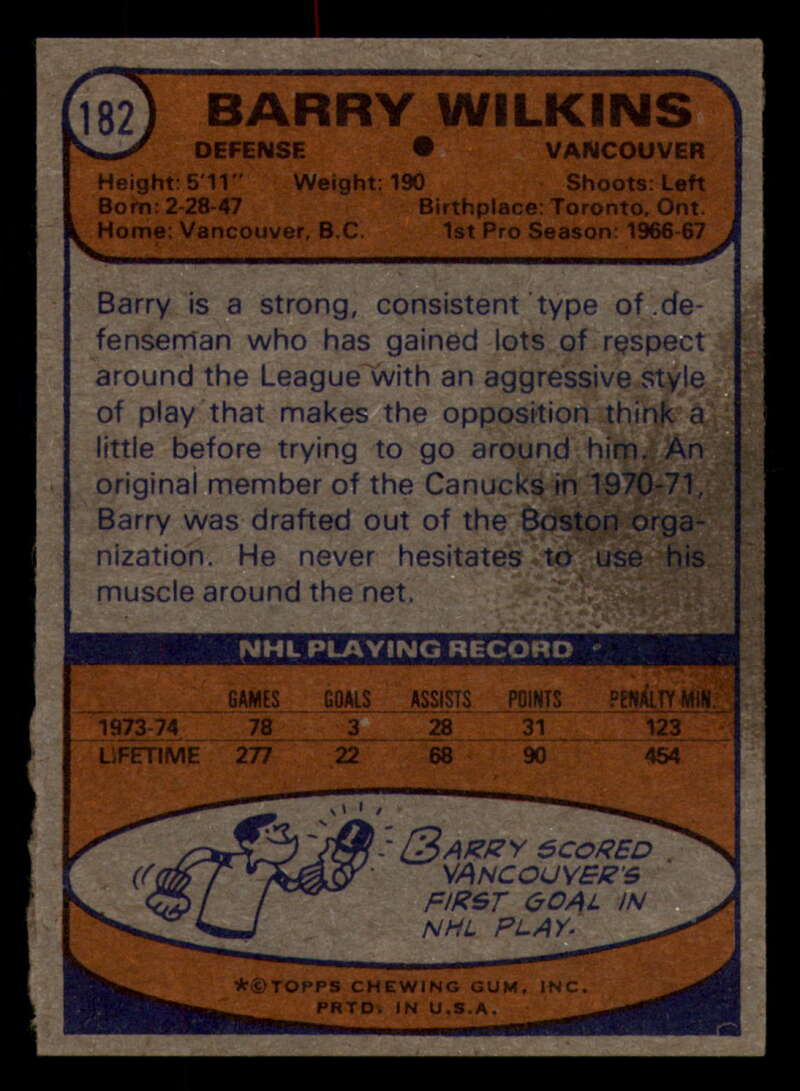 182
BARRY WILKINS
DEFENSE ● VANCOUVER
Height: 5'11" Weight: 190 Shoots: Left
Born: 2-28-47 Birthplace: Toronto, Ont.
Home: Vancouver, B.C. 1st Pro Season: 1966-67
Barry is a strong, consistent type of de-
fenseman who has gained lots of respect
around the League with an aggressive style
of play that makes the opposition think a
little before trying to go around him. An
original member of the Canucks in 1970-71,
Barry was drafted out of the Boston orga-
nization. He never hesitates to use his
muscle around the net.
NHL PLAYING RECORD
GAMES GOALS ASSISTS POINTS PENALTY MIN.
1973-74 78 3 28 31 123
LIFETIME 277 22 68 90 454
BARRY SCORED
VANCOUVER'S
FIRST GOAL IN
NHL PLAY.
*©TOPPS CHEWING GUM, INC.
PRTD. IN U.S.A.